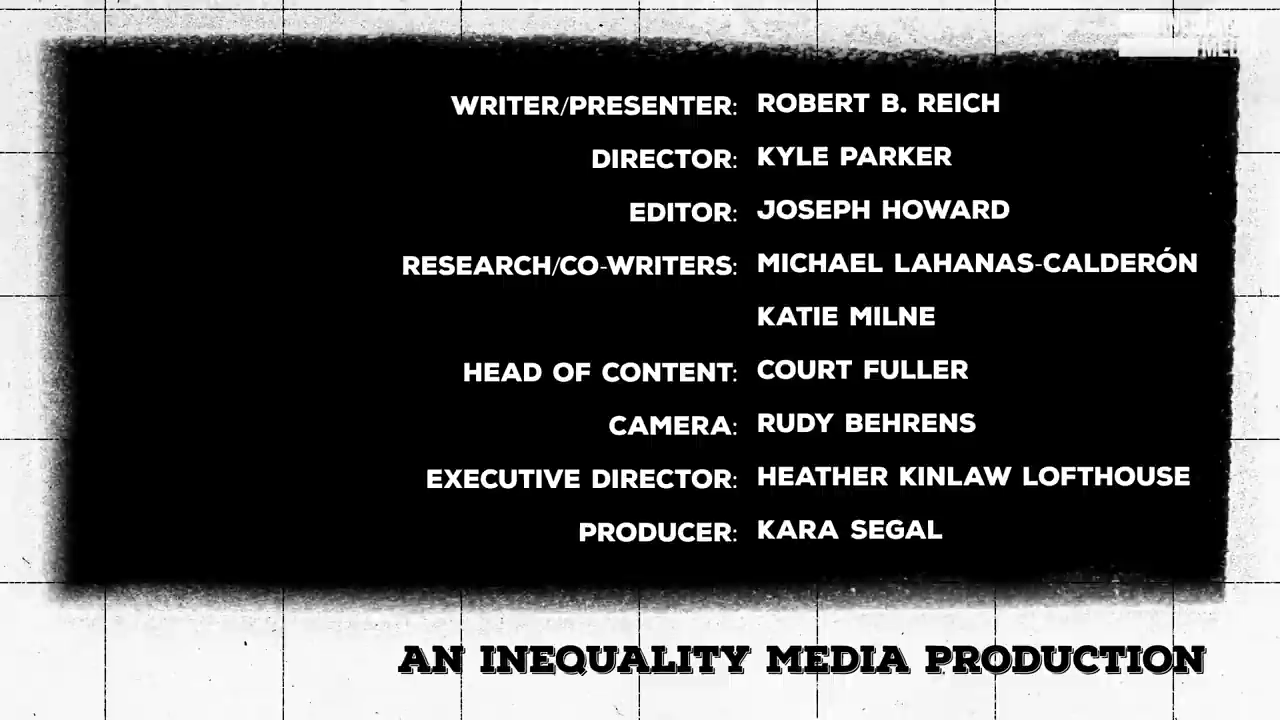 WRITER/PRESENTER: ROBERT B. REICH
DIRECTOR: KYLE PARKER
EDITOR: JOSEPH HOWARD
RESEARCH/CO-WRITERS: MICHAEL LAHANAS-CALDERÓN
KATIE MILNE
HEAD OF CONTENT: COURT FULLER
CAMERA: RUDY BEHRENS
EXECUTIVE DIRECTOR: HEATHER KINLAW LOFTHOUSE
PRODUCER: KARA SEGAL
AN INEQUALITY MEDIA PRODUCTION